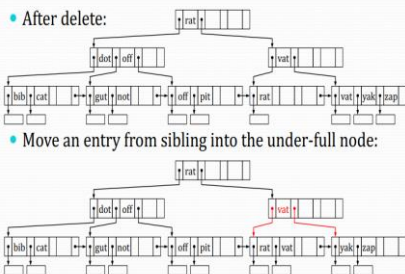 • After delete:
rat
dot off
vat
bib cat gut not off pit rat vat yak zap
• Move an entry from sibling into the under-full node:
rat
dot off
vat
bib cat gut not off pit rat vat yak zap